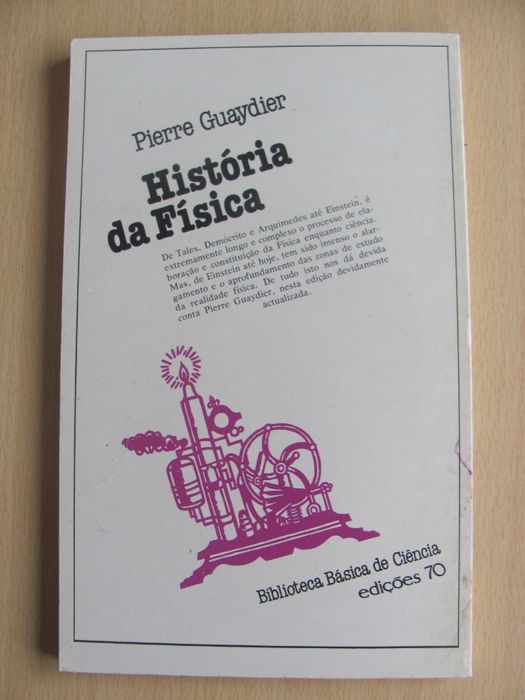 Pierre Guaydier
História
da Física
De Tales, Demócrito e Arquimedes até Einstein, é
extremamente longo e complexo o processo de ela-
boração e constituição da Física enquanto ciência.
Mas, de Einstein até hoje, tem sido imenso o alar-
gamento e o aprofundamento das zonas de estudo
da realidade física. De tudo isto nos dá devida
conta Pierre Guaydier, nesta edição devidamente
actualizada.
Biblioteca Básica de Ciência
edições 70